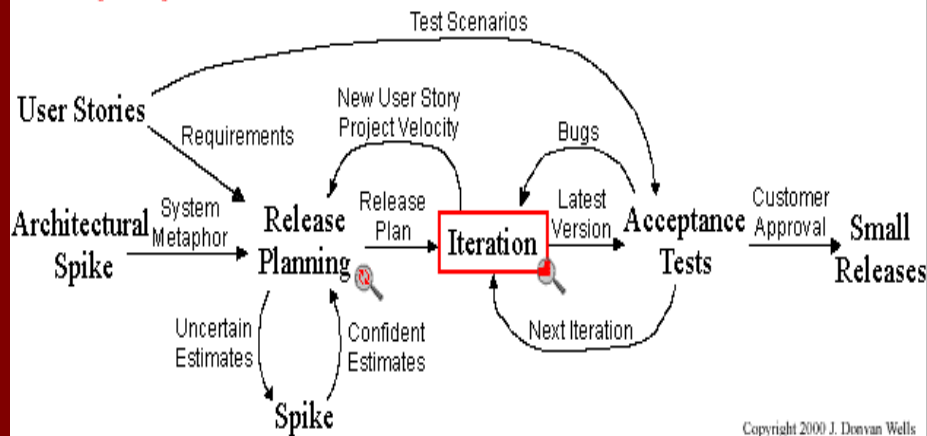 Test Scenarios
User Stories
New User Story
Project Velocity
Requirements
Bugs
Architectural
Spike
System
Metaphor
Release
Planning
Release
Plan
Iteration
Latest
Version
Acceptance
Tests
Customer
Approval
Small
Releases
Uncertain
Estimates
Confident
Estimates
Next Iteration
Spike
Copyright 2000 J. Donvan Wells